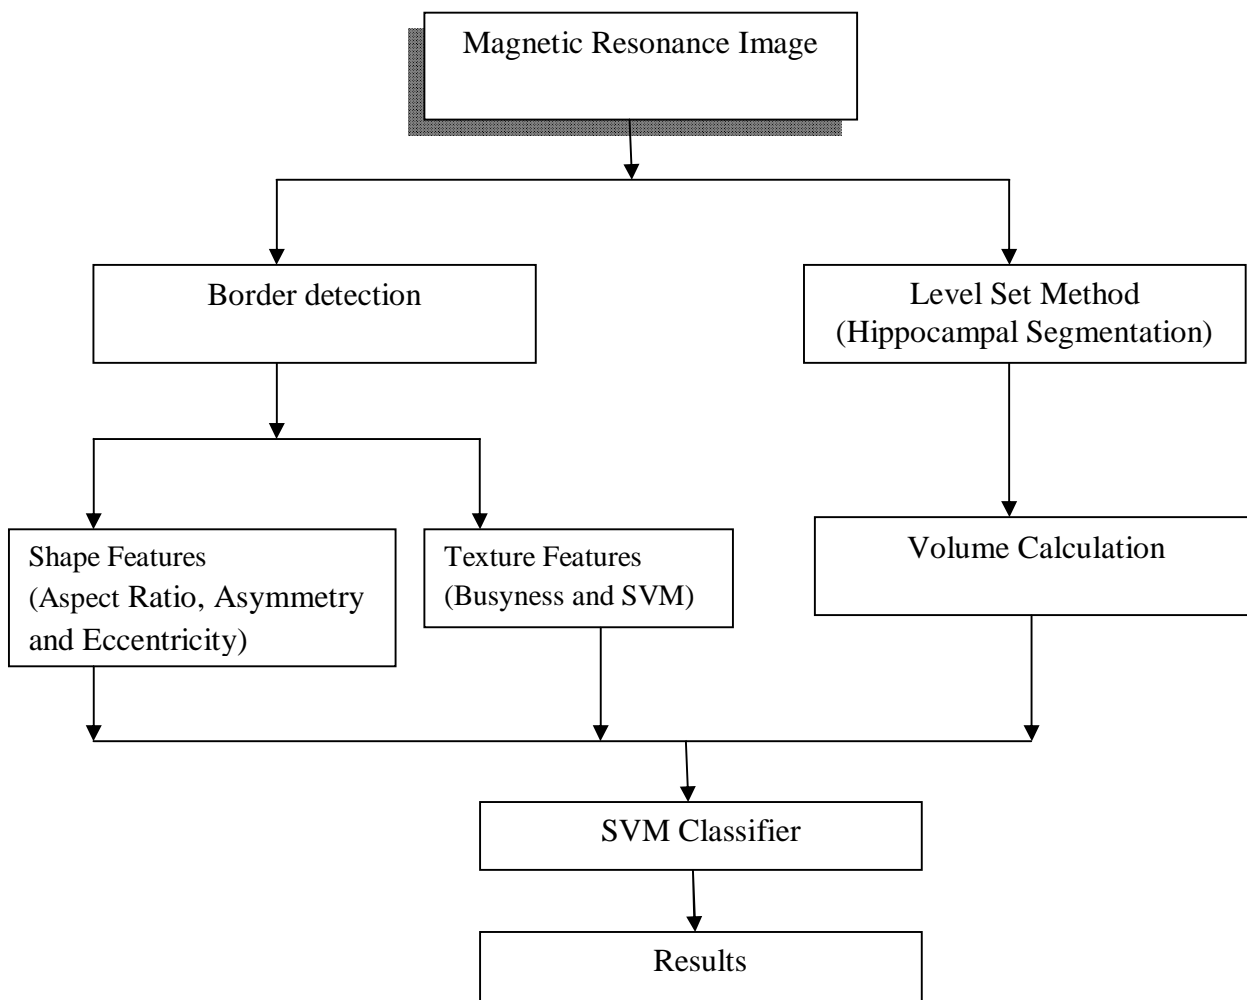 Magnetic Resonance Image
Border detection
Level Set Method
(Hippocampal Segmentation)
Shape Features
(Aspect Ratio, Asymmetry
and Eccentricity)
Texture Features
(Busyness and SVM)
Volume Calculation
SVM Classifier
Results